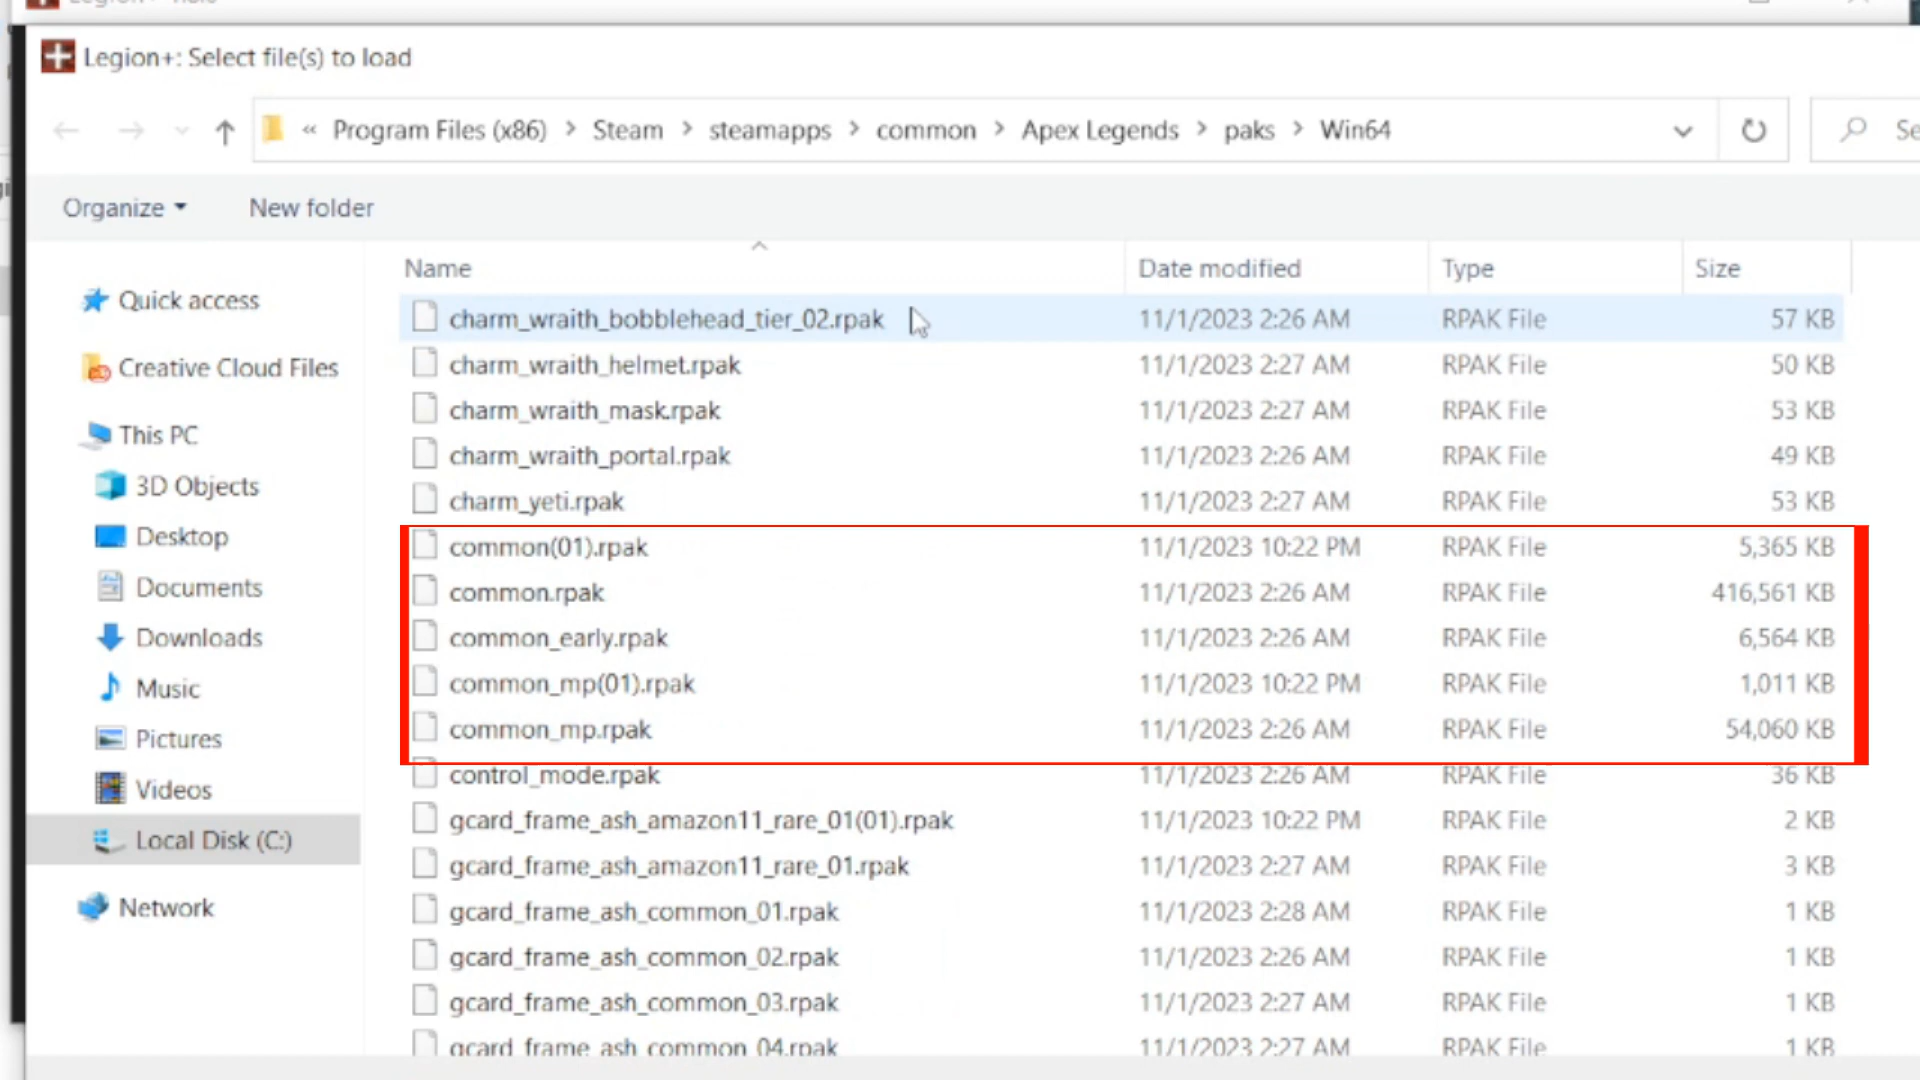 Legion+: Select file(s) to load
« Program Files (x86) > Steam > steamapps > common > Apex Legends > paks > Win64
Se
Organize New folder
Name Date modified Type Size
Quick access
Creative Cloud Files
This PC
3D Objects
Desktop
Documents
Downloads
Music
Pictures
Videos
Local Disk (C:)
Network
charm_wraith_bobblehead_tier_02.rpak 11/1/2023 2:26 AM RPAK File 57 KB
charm_wraith_helmet.rpak 11/1/2023 2:27 AM RPAK File 50 KB
charm_wraith_mask.rpak 11/1/2023 2:27 AM RPAK File 53 KB
charm_wraith_portal.rpak 11/1/2023 2:26 AM RPAK File 49 KB
charm_yeti.rpak 11/1/2023 2:27 AM RPAK File 53 KB
common(01).rpak 11/1/2023 10:22 PM RPAK File 5,365 KB
common.rpak 11/1/2023 2:26 AM RPAK File 416,561 KB
common_early.rpak 11/1/2023 2:26 AM RPAK File 6,564 KB
common_mp(01).rpak 11/1/2023 10:22 PM RPAK File 1,011 KB
common_mp.rpak 11/1/2023 2:26 AM RPAK File 54,060 KB
control_mode.rpak 11/1/2023 2:26 AM RPAK File 36 KB
gcard_frame_ash_amazon11_rare_01(01).rpak 11/1/2023 10:22 PM RPAK File 2 KB
gcard_frame_ash_amazon11_rare_01.rpak 11/1/2023 2:27 AM RPAK File 3 KB
gcard_frame_ash_common_01.rpak 11/1/2023 2:28 AM RPAK File 1 KB
gcard_frame_ash_common_02.rpak 11/1/2023 2:26 AM RPAK File 1 KB
gcard_frame_ash_common_03.rpak 11/1/2023 2:27 AM RPAK File 1 KB
gcard_frame_ash_common_04.rpak 11/1/2023 2:27 AM RPAK File 1 KB